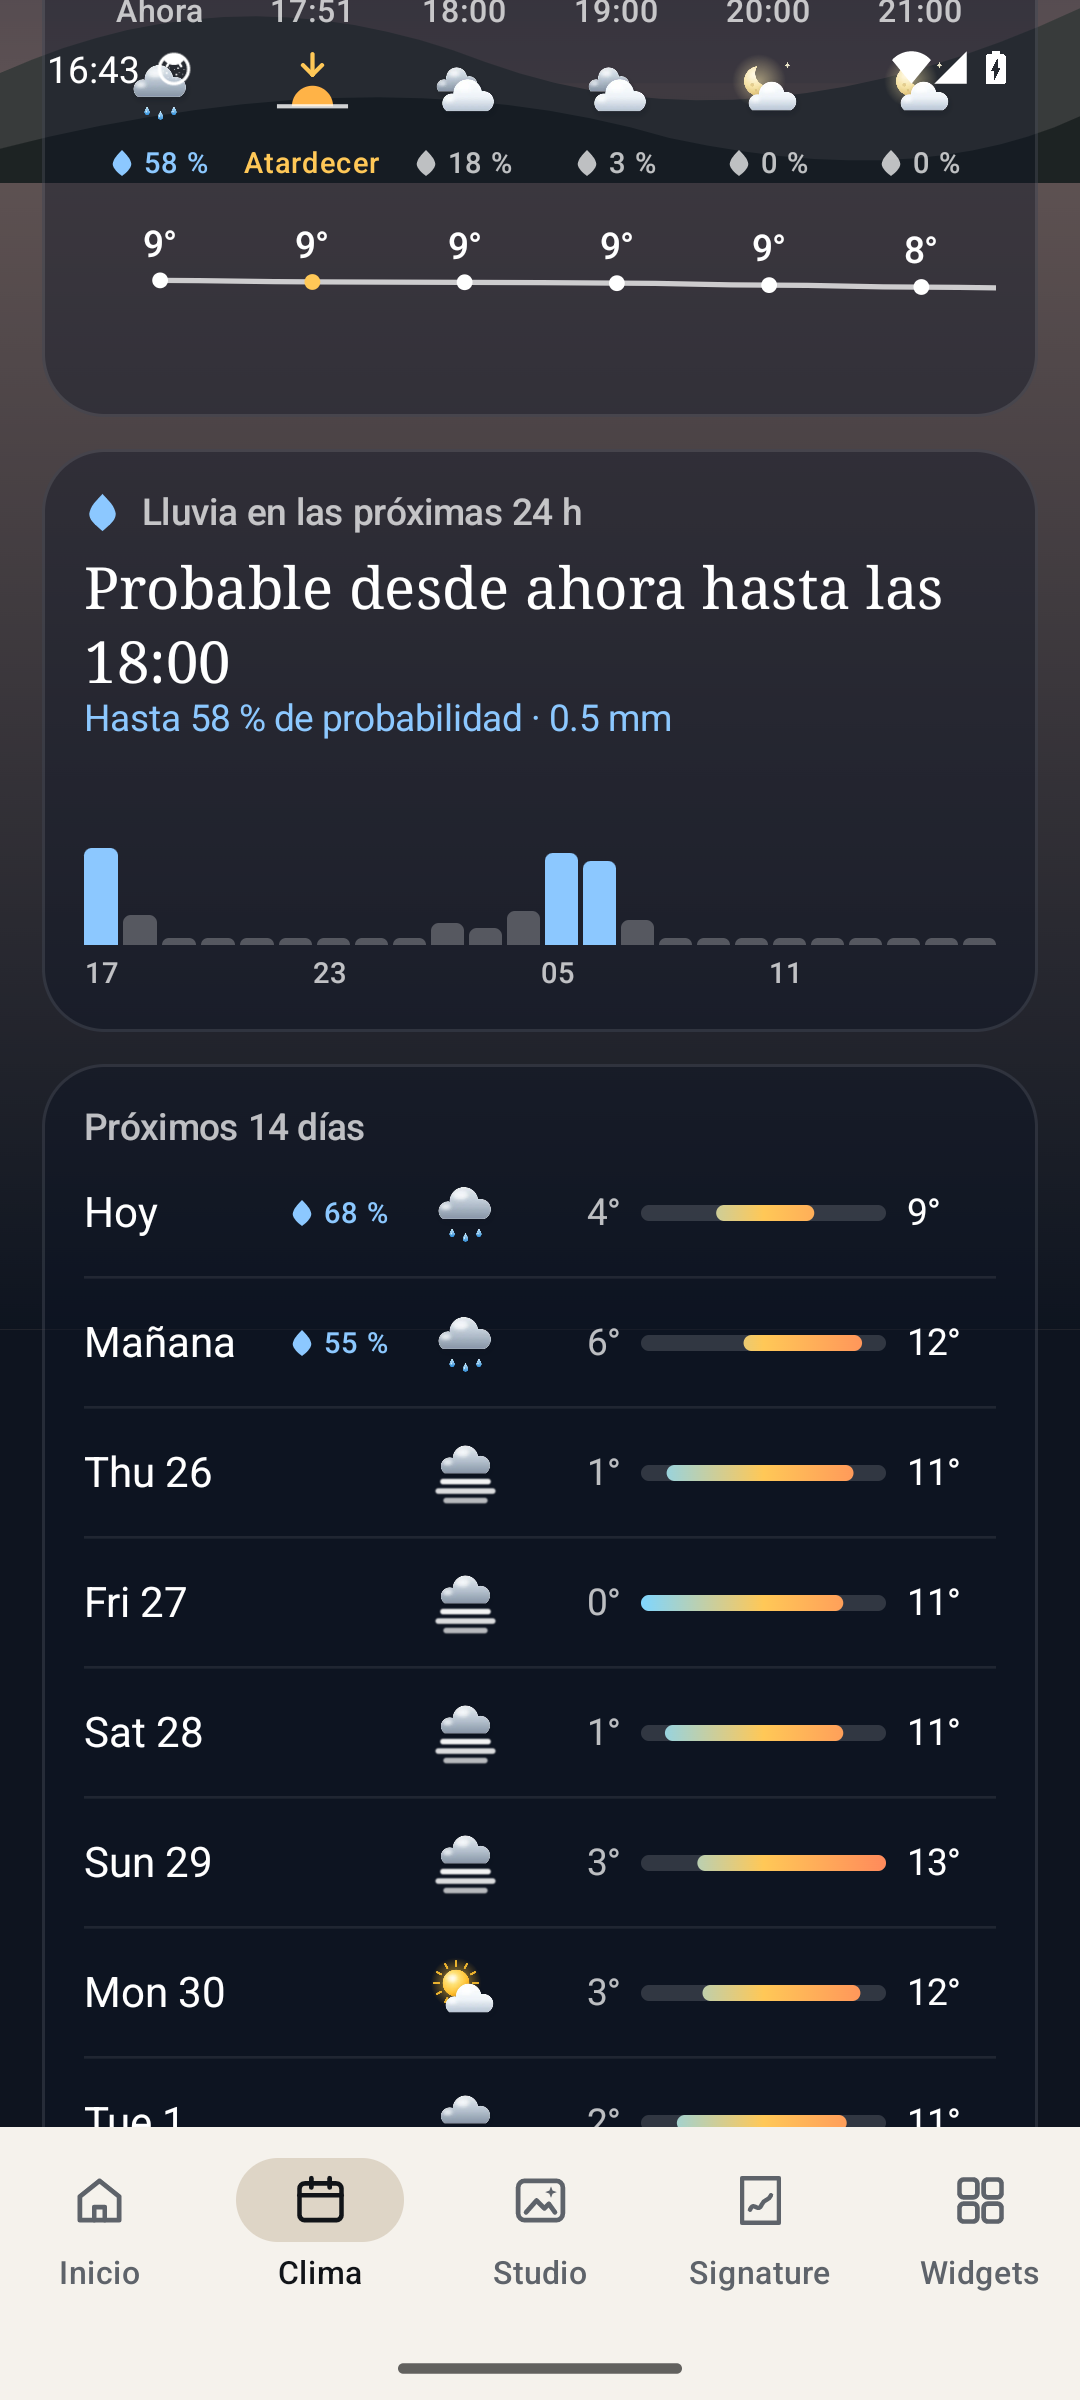 Ahora 17:51 18:00 19:00 20:00 21:00
16:43
58 % Atardecer 18 % 3 % 0 % 0 %
9° 9° 9° 9° 9° 8°
Lluvia en las próximas 24 h
Probable desde ahora hasta las
18:00
Hasta 58 % de probabilidad · 0.5 mm
17 23 05 11
Próximos 14 días
Hoy 68 % 4° 9°
Mañana 55 % 6° 12°
Thu 26 1° 11°
Fri 27 0° 11°
Sat 28 1° 11°
Sun 29 3° 13°
Mon 30 3° 12°
Tue 1 2° 11°
Inicio Clima Studio Signature Widgets